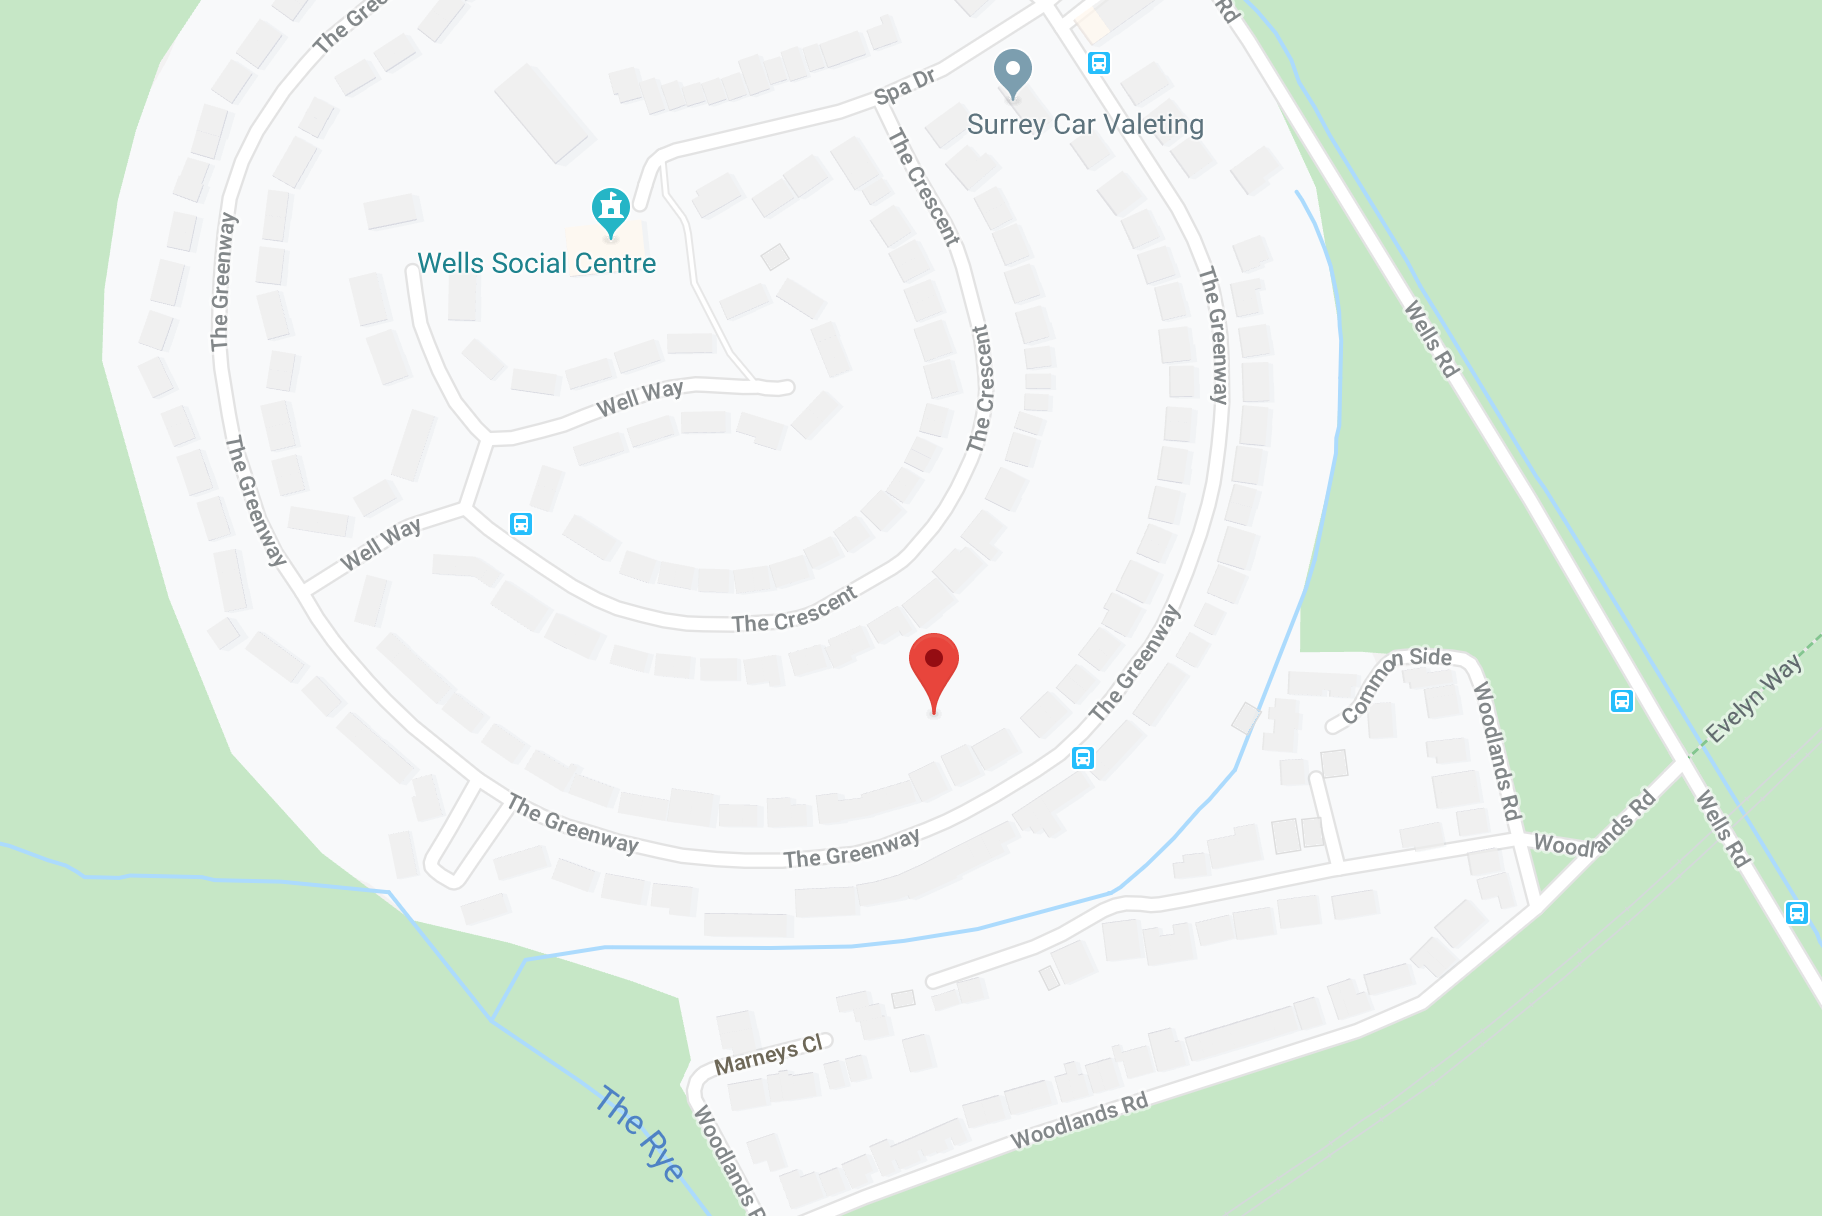 The Gree
Rd
Spa Dr
Surrey Car Valeting
The Crescent
The Greenway
Wells Social Centre
The Greenway
Wells Rd
The Crescent
Well Way
The Greenway
Well Way
The Crescent
The Greenway
Common Side
Evelyn Way
Woodlands Rd
The Greenway
The Greenway
Woodlands Rd
Wells Rd
Marneys Cl
The Rye
Woodlands Rd
Woodlands R